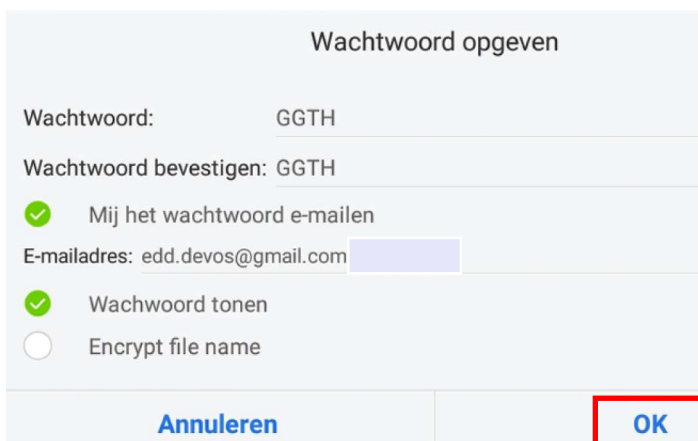 Wachtwoord opgeven
Wachtwoord: GGTH
Wachtwoord bevestigen: GGTH
Mij het wachtwoord e-mailen
E-mailadres: edd.devos@gmail.com
Wachwoord tonen
Encrypt file name
Annuleren OK